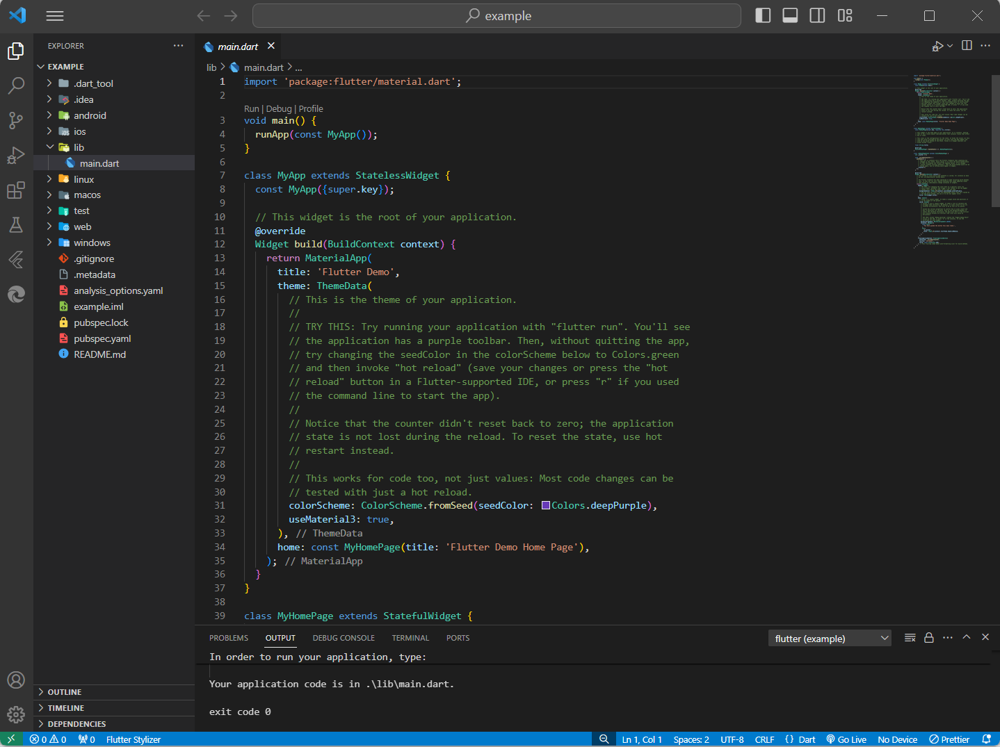 example
EXPLORER
main.dart
EXAMPLE
.dart_tool
.idea
android
ios
lib
main.dart
linux
macos
test
web
windows
.gitignore
.metadata
analysis_options.yaml
example.iml
pubspec.lock
pubspec.yaml
README.md
OUTLINE
TIMELINE
DEPENDENCIES
lib > main.dart > ...
1 import 'package:flutter/material.dart';
2
Run | Debug | Profile
3 void main() {
4 runApp(const MyApp());
5 }
6
7 class MyApp extends StatelessWidget {
8 const MyApp({super.key});
9
10 // This widget is the root of your application.
11 @override
12 Widget build(BuildContext context) {
13 return MaterialApp(
14 title: 'Flutter Demo',
15 theme: ThemeData(
16 // This is the theme of your application.
17 //
18 // TRY THIS: Try running your application with "flutter run". You'll see
19 // the application has a purple toolbar. Then, without quitting the app,
20 // try changing the seedColor in the colorScheme below to Colors.green
21 // and then invoke "hot reload" (save your changes or press the "hot
22 // reload" button in a Flutter-supported IDE, or press "r" if you used
23 // the command line to start the app).
24 //
25 // Notice that the counter didn't reset back to zero; the application
26 // state is not lost during the reload. To reset the state, use hot
27 // restart instead.
28 //
29 // This works for code too, not just values: Most code changes can be
30 // tested with just a hot reload.
31 colorScheme: ColorScheme.fromSeed(seedColor: Colors.deepPurple),
32 useMaterial3: true,
33 ), // ThemeData
34 home: const MyHomePage(title: 'Flutter Demo Home Page'),
35 ); // MaterialApp
36 }
37 }
38
39 class MyHomePage extends StatefulWidget {
PROBLEMS OUTPUT DEBUG CONSOLE TERMINAL PORTS flutter (example)
In order to run your application, type:
Your application code is in .\lib\main.dart.
exit code 0
0 0 0 Flutter Stylizer Ln 1, Col 1 Spaces: 2 UTF-8 CRLF {} Dart Go Live No Device Prettier